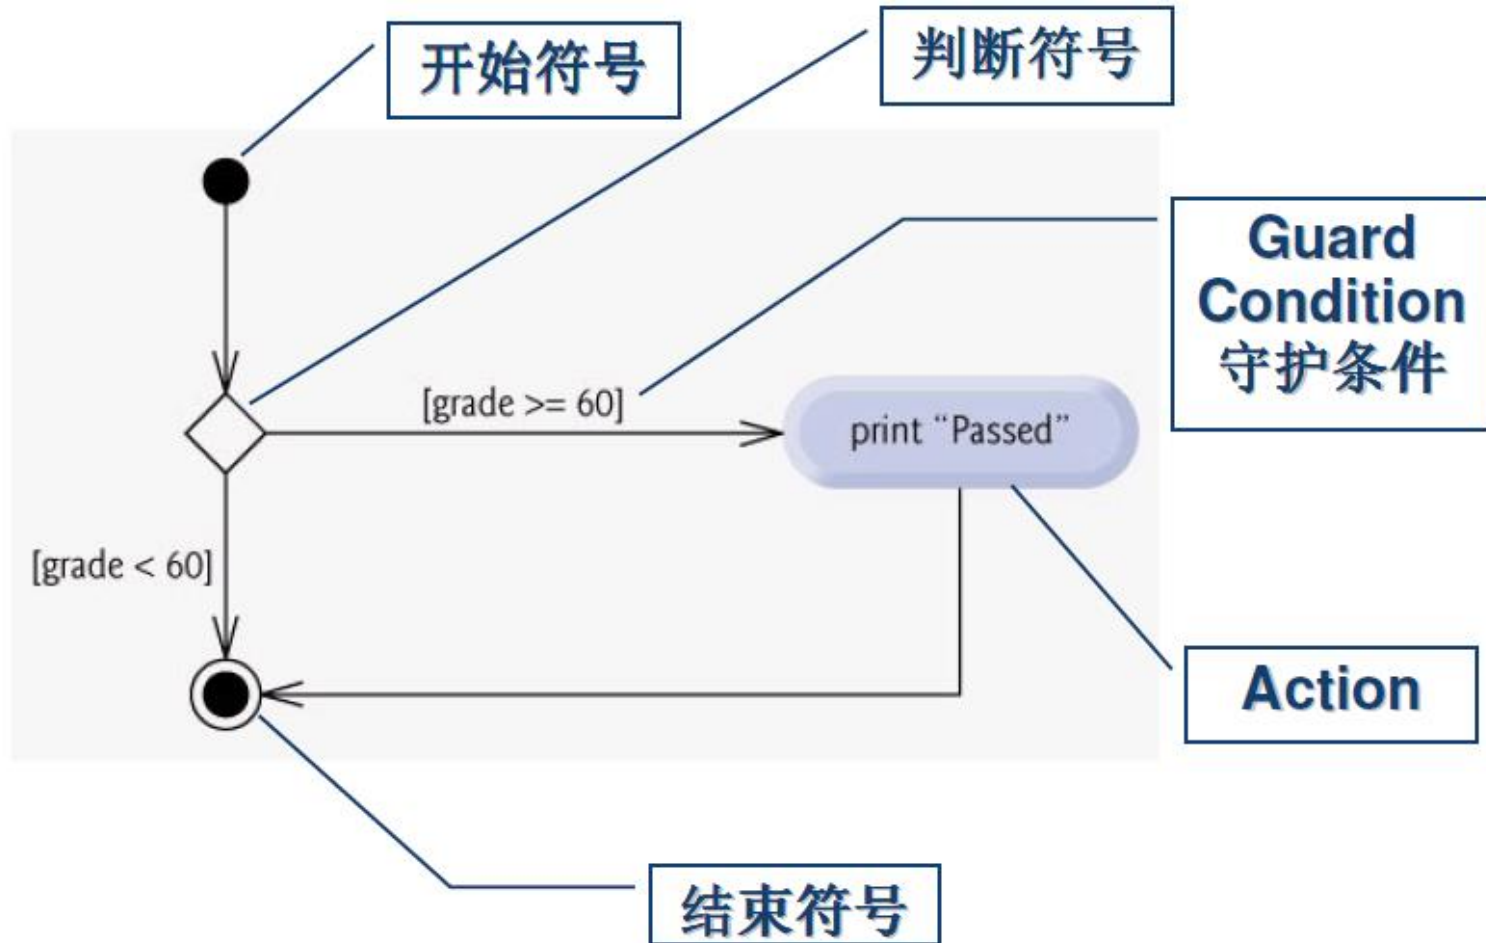 开始符号
判断符号
Guard
Condition
守护条件
[grade >= 60]
print “Passed”
[grade < 60]
Action
结束符号